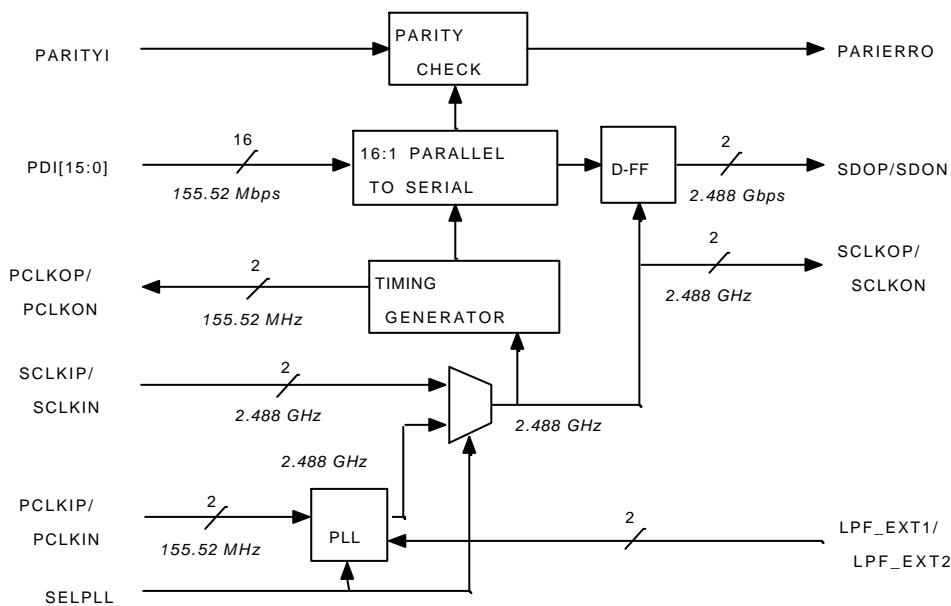 PARITYI
PARITY
CHECK
PARIERRO
PDI[15:0]
16
155.52 Mbps
16:1 PARALLEL
TO SERIAL
D-FF
2
2.488 Gbps
SDOP/SDON
PCLKOP/
PCLKON
2
155.52 MHz
TIMING
GENERATOR
2
2.488 GHz
SCLKOP/
SCLKON
SCLKIP/
SCLKIN
2
2.488 GHz
2.488 GHz
2.488 GHz
PCLKIP/
PCLKIN
2
155.52 MHz
PLL
2
LPF_EXT1/
LPF_EXT2
SELPLL